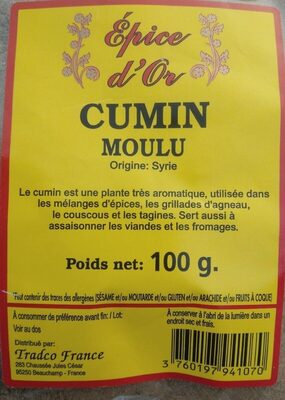 Épice
d'Or
CUMIN
MOULU
Origine: Syrie
Le cumin est une plante très aromatique, utilisée dans
les mélanges d'épices, les grillades d'agneau,
le couscous et les tagines. Sert aussi à
assaisonner les viandes et les fromages.
Poids net: 100 g.
*Peut contenir des traces des allergènes (SÉSAME et/ou MOUTARDE et/ou GLUTEN et/ou ARACHIDE et/ou FRUITS À COQUE)
À consommer de préférence avant fin: / Lot:
Voir au dos
Distribué par:
Tradco France
283 Chaussée Jules César
95250 Beauchamp - France
À conserver à l'abri de la lumière dans un
endroit sec et frais.
3 760197 941070